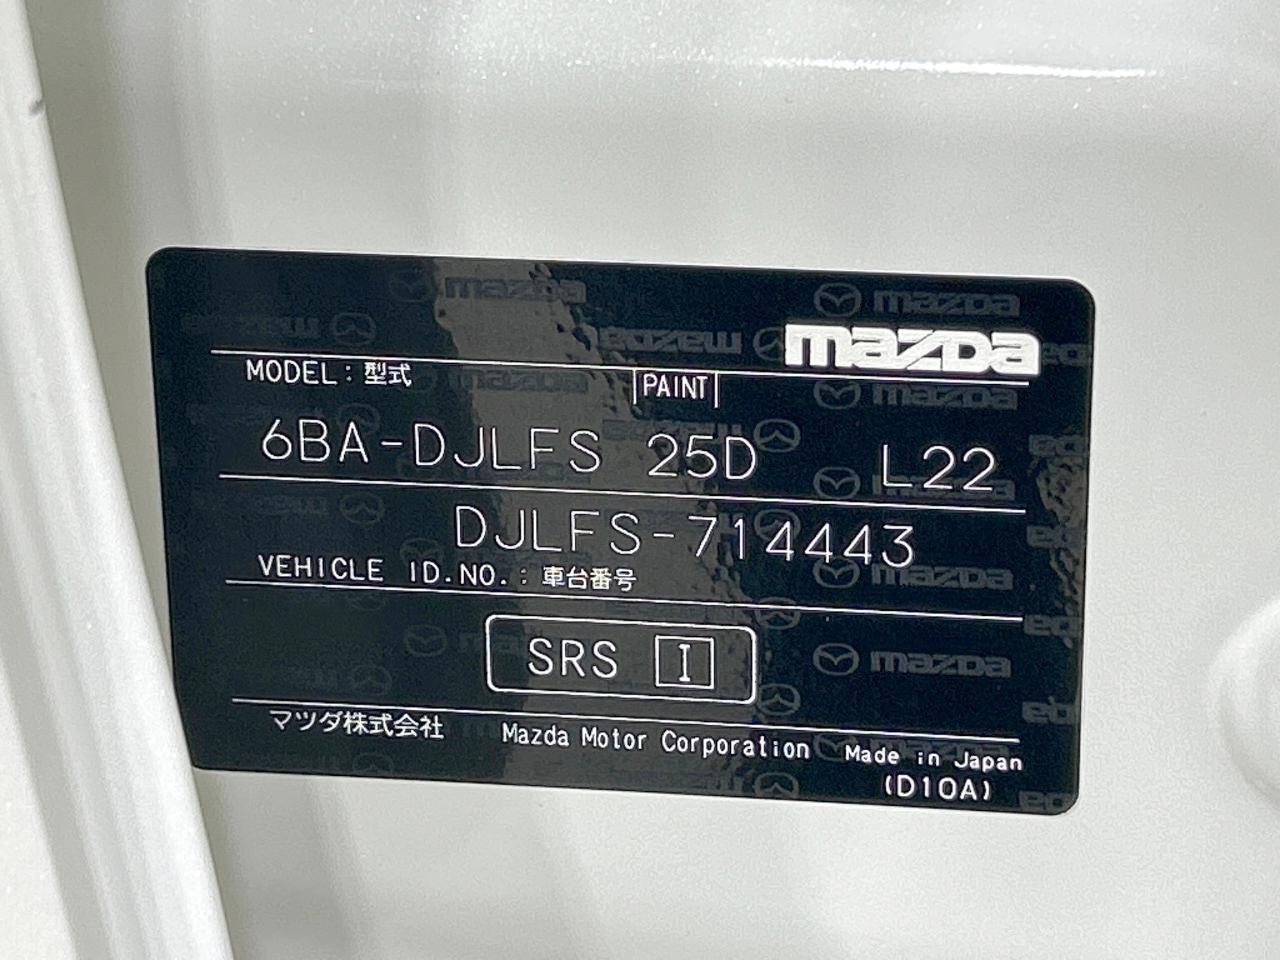 mazda
MODEL：型式
PAINT
6BA-DJLFS 25D L22
DJLFS-714443
VEHICLE ID.NO.：車台番号
SRS I
マツダ株式会社 Mazda Motor Corporation Made in Japan
(D10A)